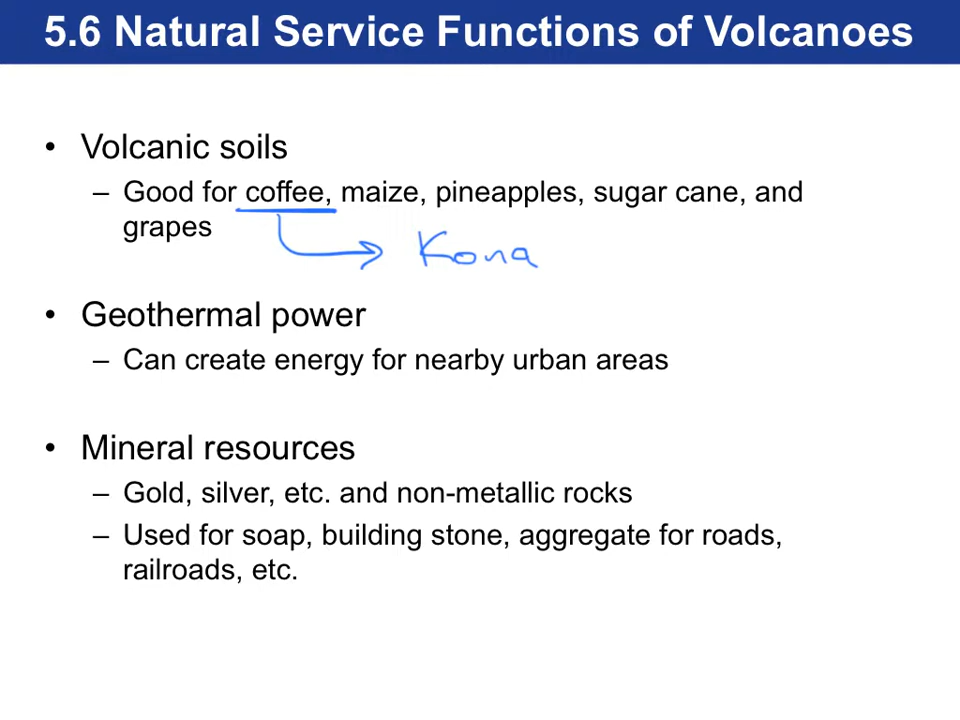 5.6 Natural Service Functions of Volcanoes
• Volcanic soils
– Good for coffee, maize, pineapples, sugar cane, and
grapes
Kona
• Geothermal power
– Can create energy for nearby urban areas
• Mineral resources
– Gold, silver, etc. and non-metallic rocks
– Used for soap, building stone, aggregate for roads,
railroads, etc.